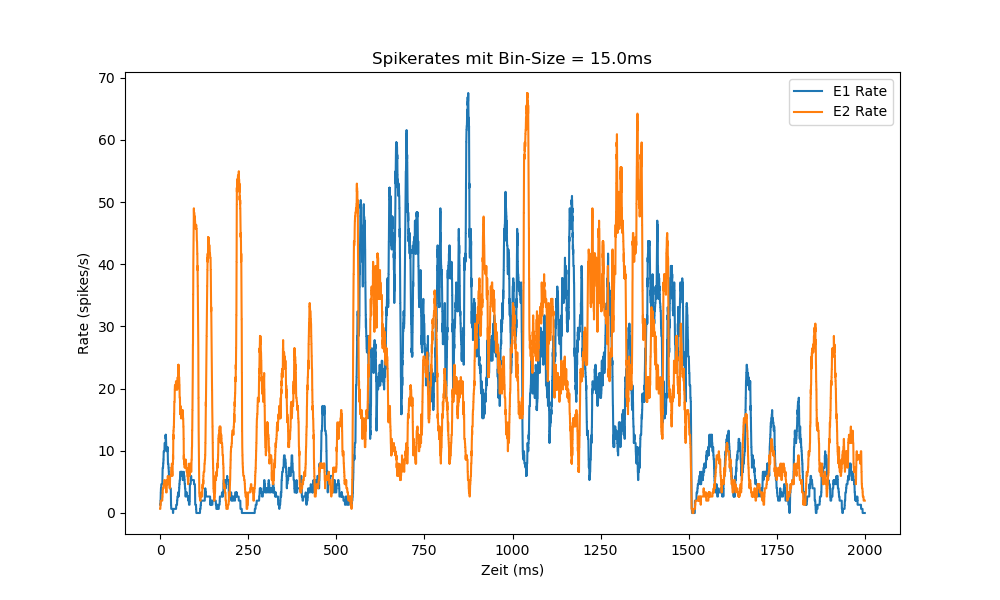 Spikerates mit Bin-Size = 15.0ms
E1 Rate
E2 Rate
70
60
50
40
30
20
10
0
Rate (spikes/s)
0 250 500 750 1000 1250 1500 1750 2000
Zeit (ms)